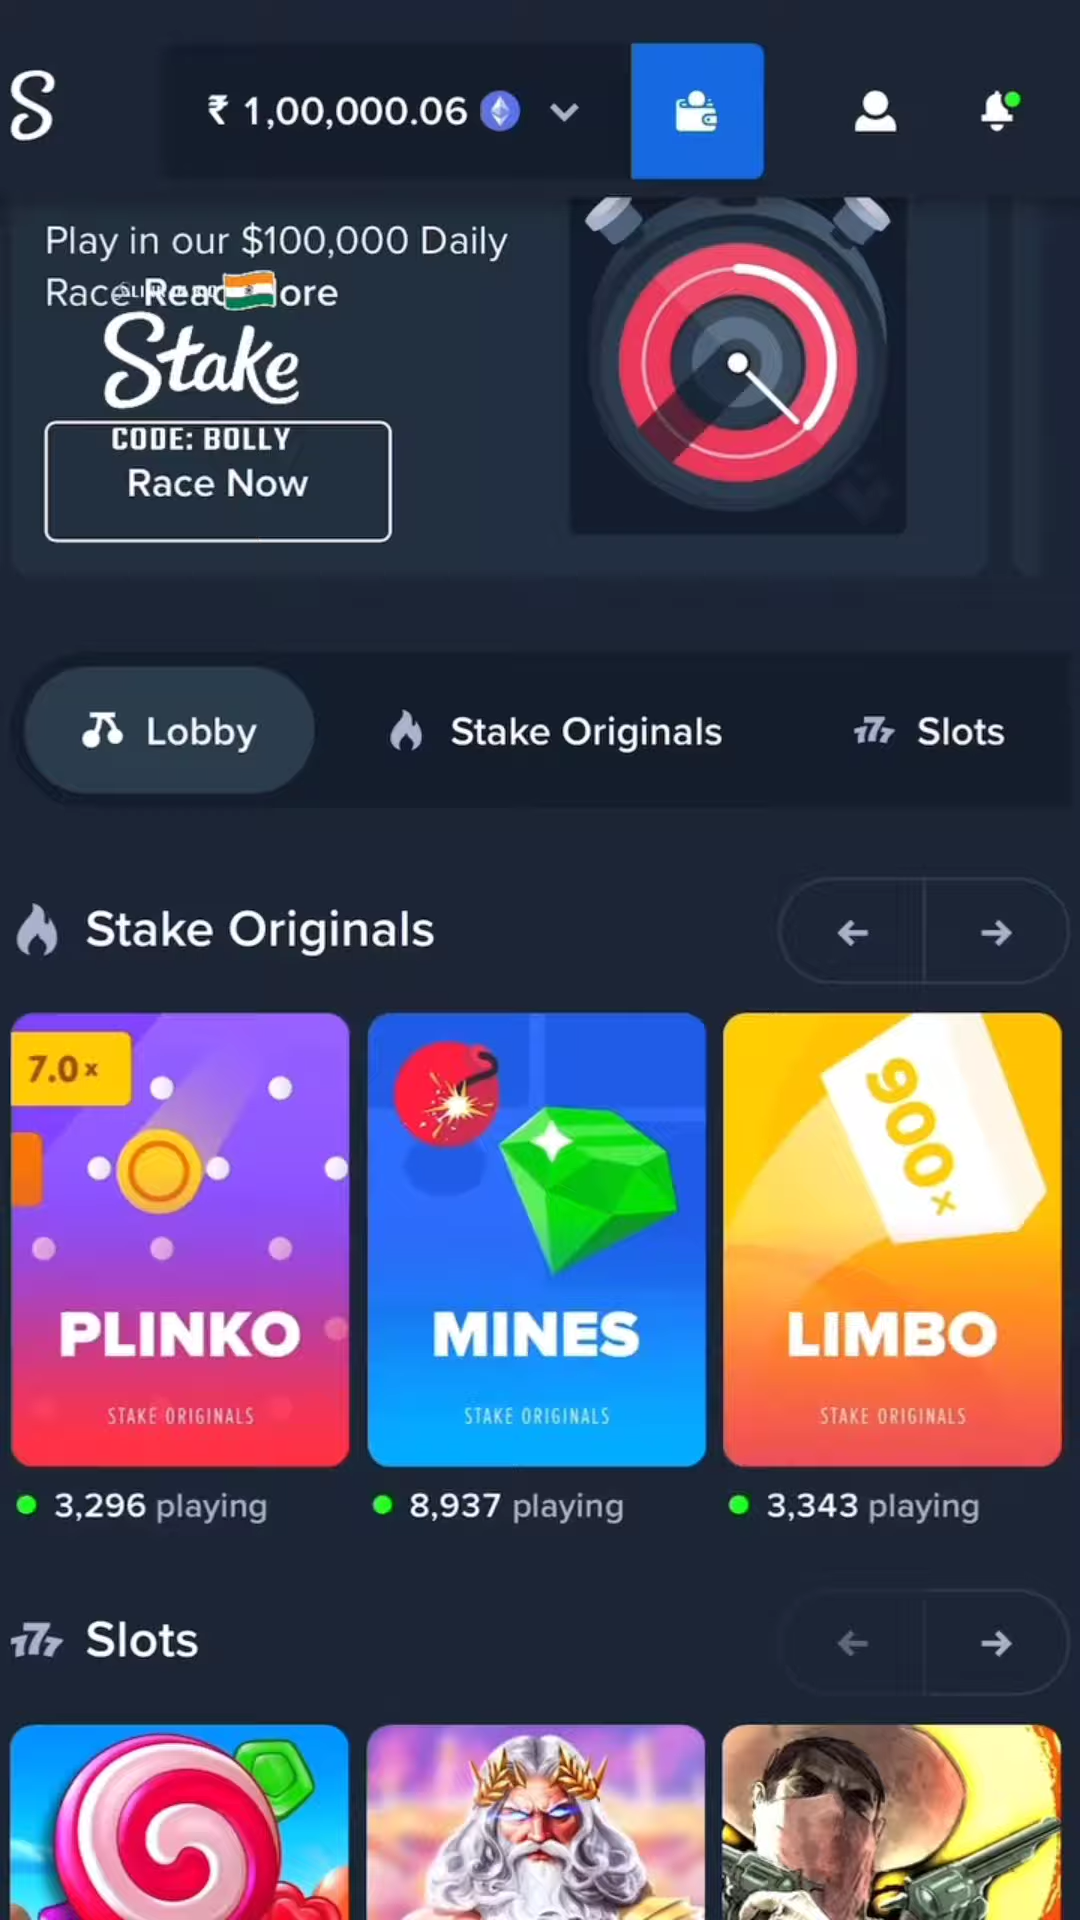 S
₹ 1,00,000.06
Play in our $100,000 Daily
Race Read More
Stake
CODE: BOLLY
Race Now
Lobby
Stake Originals
Slots
Stake Originals
7.0×
PLINKO
STAKE ORIGINALS
3,296 playing
MINES
STAKE ORIGINALS
8,937 playing
900×
LIMBO
STAKE ORIGINALS
3,343 playing
Slots